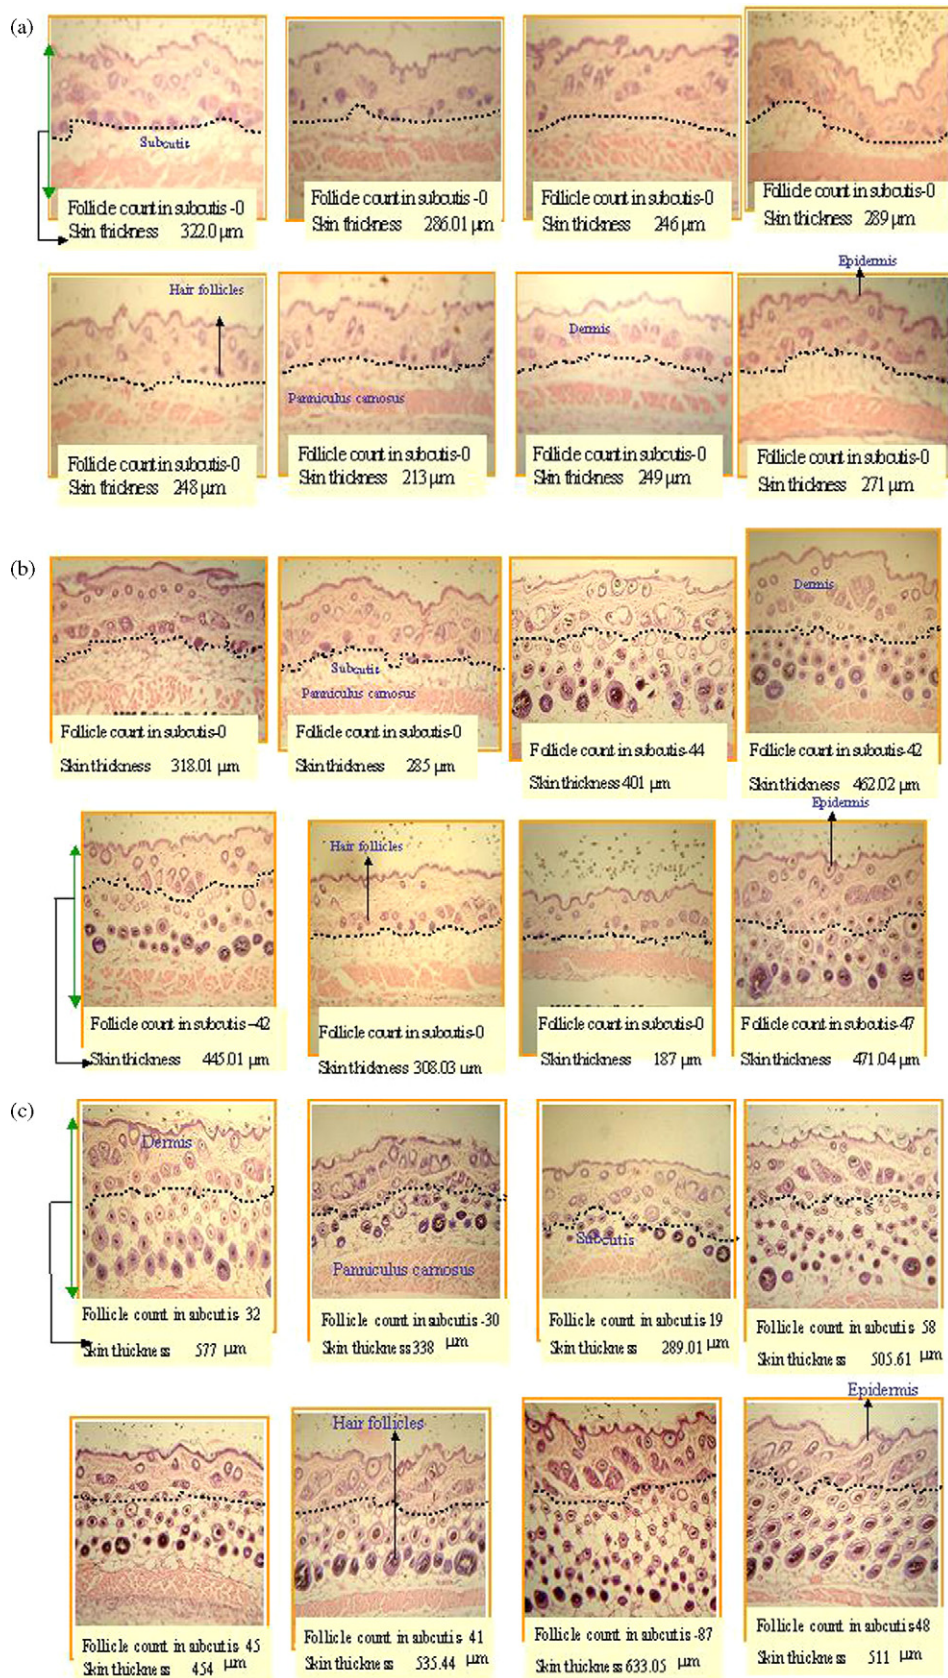 (a)
Subcutit
Follicle count in subcutis -0
Skin thickness 322.0 µm
Follicle count in subcutis-0
Skin thickness 286.01 µm
Follicle count in subcutis-0
Skin thickness 246 µm
Follicle count in subcutis-0
Skin thickness 289 µm
Hair follicles
Dermis
Epidermis
Panniculus carnosus
Follicle count in subcutis-0
Skin thickness 248 µm
Follicle count in subcutis-0
Skin thickness 213 µm
Follicle count in subcutis-0
Skin thickness 249 µm
Follicle count in subcutis-0
Skin thickness 271 µm
(b)
Subcutit
Panniculus carnosus
Dermis
Follicle count in subcutis-0
Skin thickness 318.01 µm
Follicle count in subcutis-0
Skin thickness 285 µm
Follicle count in subcutis-44
Skin thickness 401 µm
Follicle count in subcutis-42
Skin thickness 462.02 µm
Hair follicles
Epidermis
Follicle count in subcutis -42
Skin thickness 445.01 µm
Follicle count in subcutis-0
Skin thickness 308.03 µm
Follicle count in subcutis-0
Skin thickness 187 µm
Follicle count in subcutis-47
Skin thickness 471.04 µm
(c)
Dermis
Panniculus carnosus
Subcutis
Follicle count in subcutis- 32
Skin thickness 577 µm
Follicle count in subcutis -30
Skin thickness 338 µm
Follicle count in subcutis- 19
Skin thickness 289.01 µm
Follicle count in subcutis- 58
Skin thickness 505.61 µm
Hair follicles
Epidermis
Follicle count in subcutis- 45
Skin thickness 454 µm
Follicle count in subcutis- 41
Skin thickness 535.44 µm
Follicle count in subcutis -87
Skin thickness 633.05 µm
Follicle count in subcutis-48
Skin thickness 511 µm